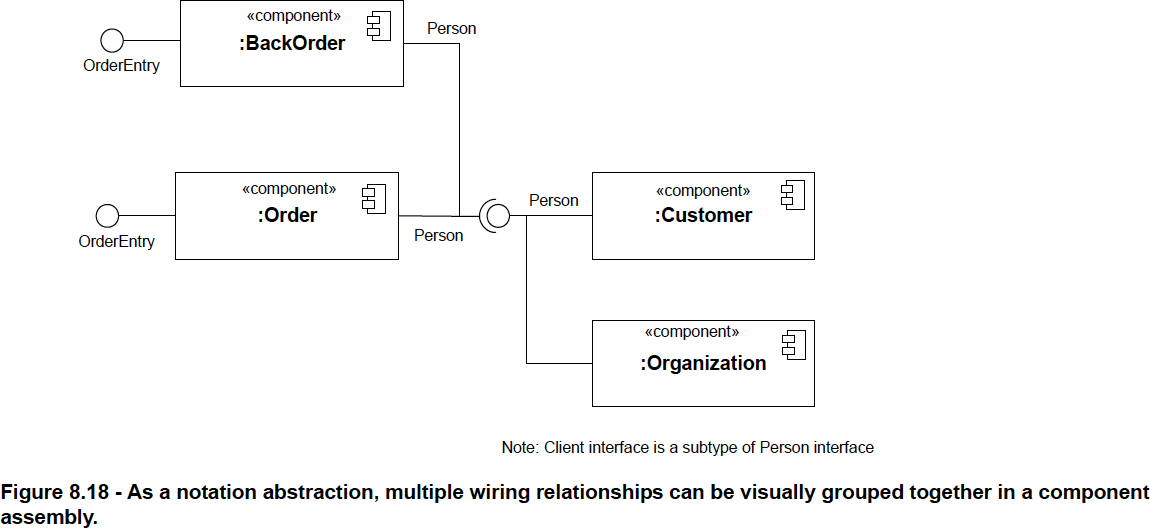 «component»
:BackOrder
Person
OrderEntry
«component»
:Order
Person
OrderEntry
Person
«component»
:Customer
«component»
:Organization
Note: Client interface is a subtype of Person interface
Figure 8.18 - As a notation abstraction, multiple wiring relationships can be visually grouped together in a component
assembly.